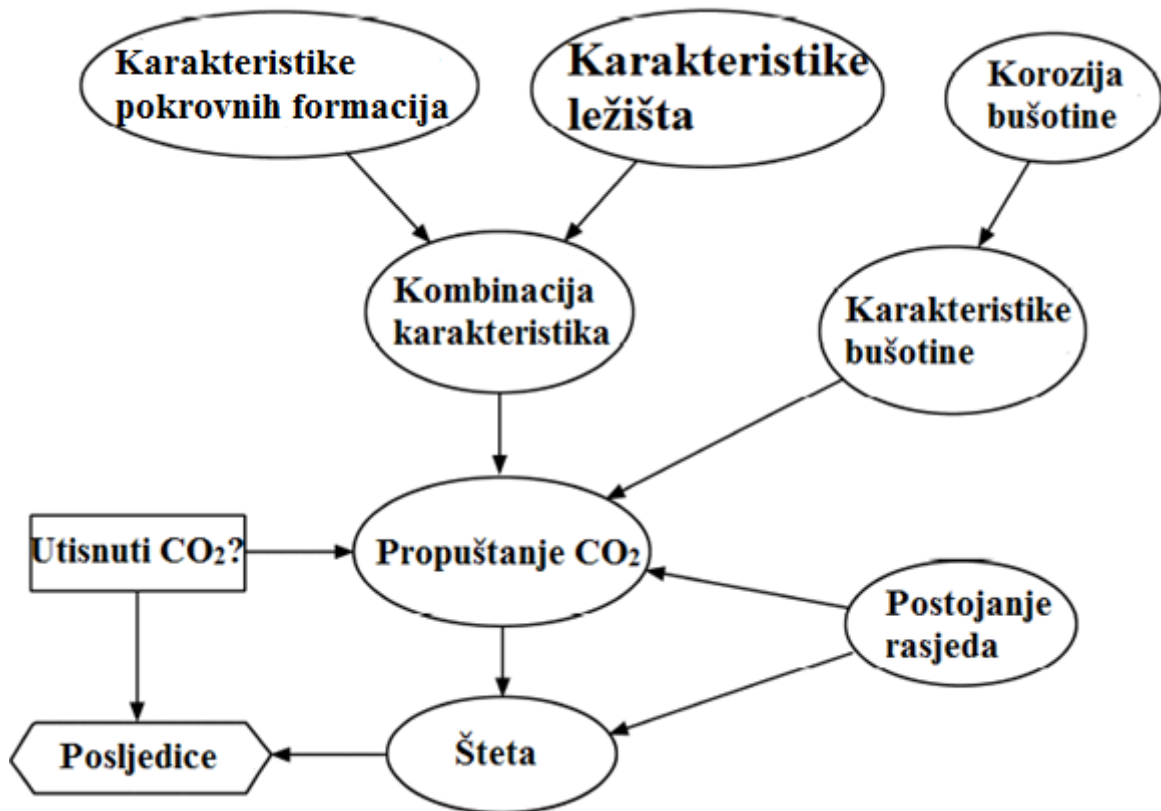 Karakteristike
pokrovnih formacija
Karakteristike
ležišta
Korozija
bušotine
Kombinacija
karakteristika
Karakteristike
bušotine
Utisnuti CO₂?
Propuštanje CO₂
Postojanje
rasjeda
Posljedice
Šteta